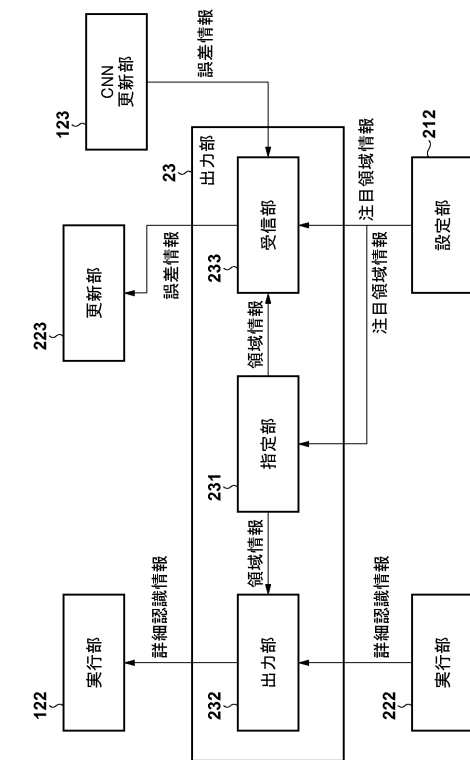 122
実行部
223
更新部
123
CNN
更新部
詳細認識情報
誤差情報
誤差情報
23
出力部
232
出力部
領域情報
231
指定部
領域情報
233
受信部
詳細認識情報
注目領域情報
注目領域情報
222
実行部
212
設定部